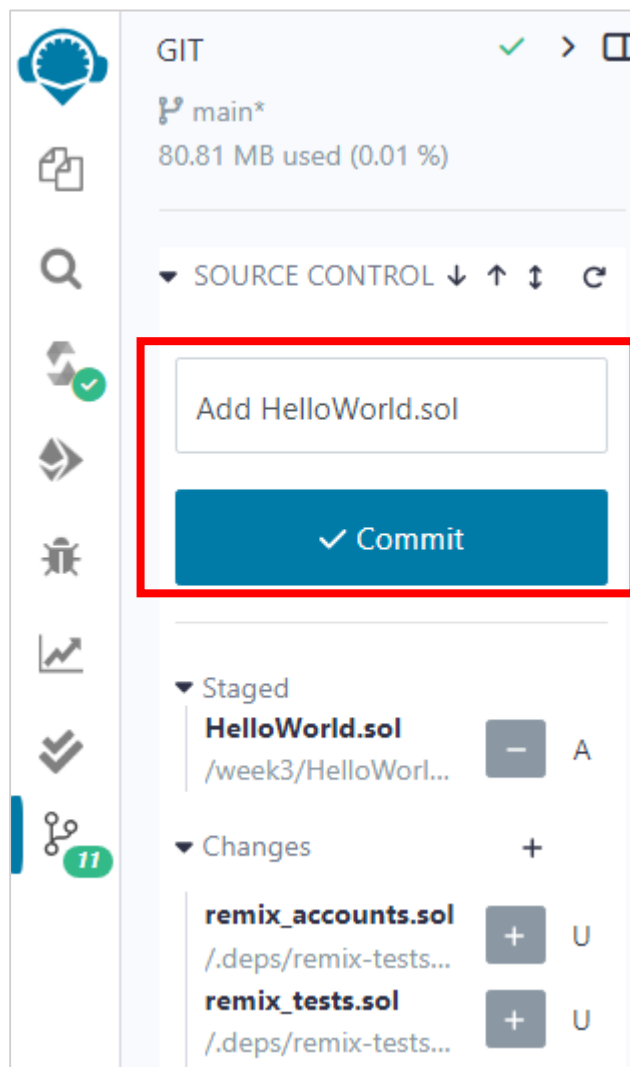 GIT
main*
80.81 MB used (0.01 %)
SOURCE CONTROL
Add HelloWorld.sol
Commit
Staged
HelloWorld.sol
A
/week3/HelloWorl...
11
Changes
remix_accounts.sol
U
/.deps/remix-tests...
remix_tests.sol
U
/.deps/remix-tests...